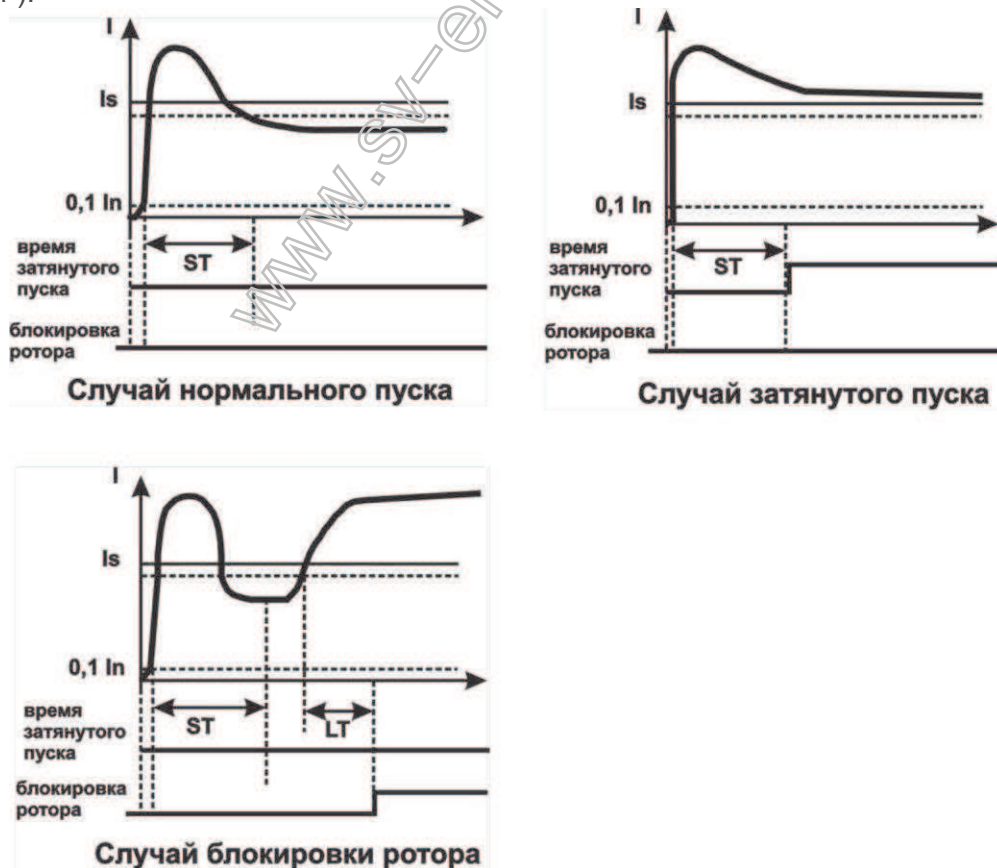 I
Is
0,1 In
ST
время
затянутого
пуска
блокировка
ротора
Случай нормального пуска
I
Is
0,1 In
ST
время
затянутого
пуска
блокировка
ротора
Случай затянутого пуска
I
Is
0,1 In
ST
LT
время
затянутого
пуска
блокировка
ротора
Случай блокировки ротора